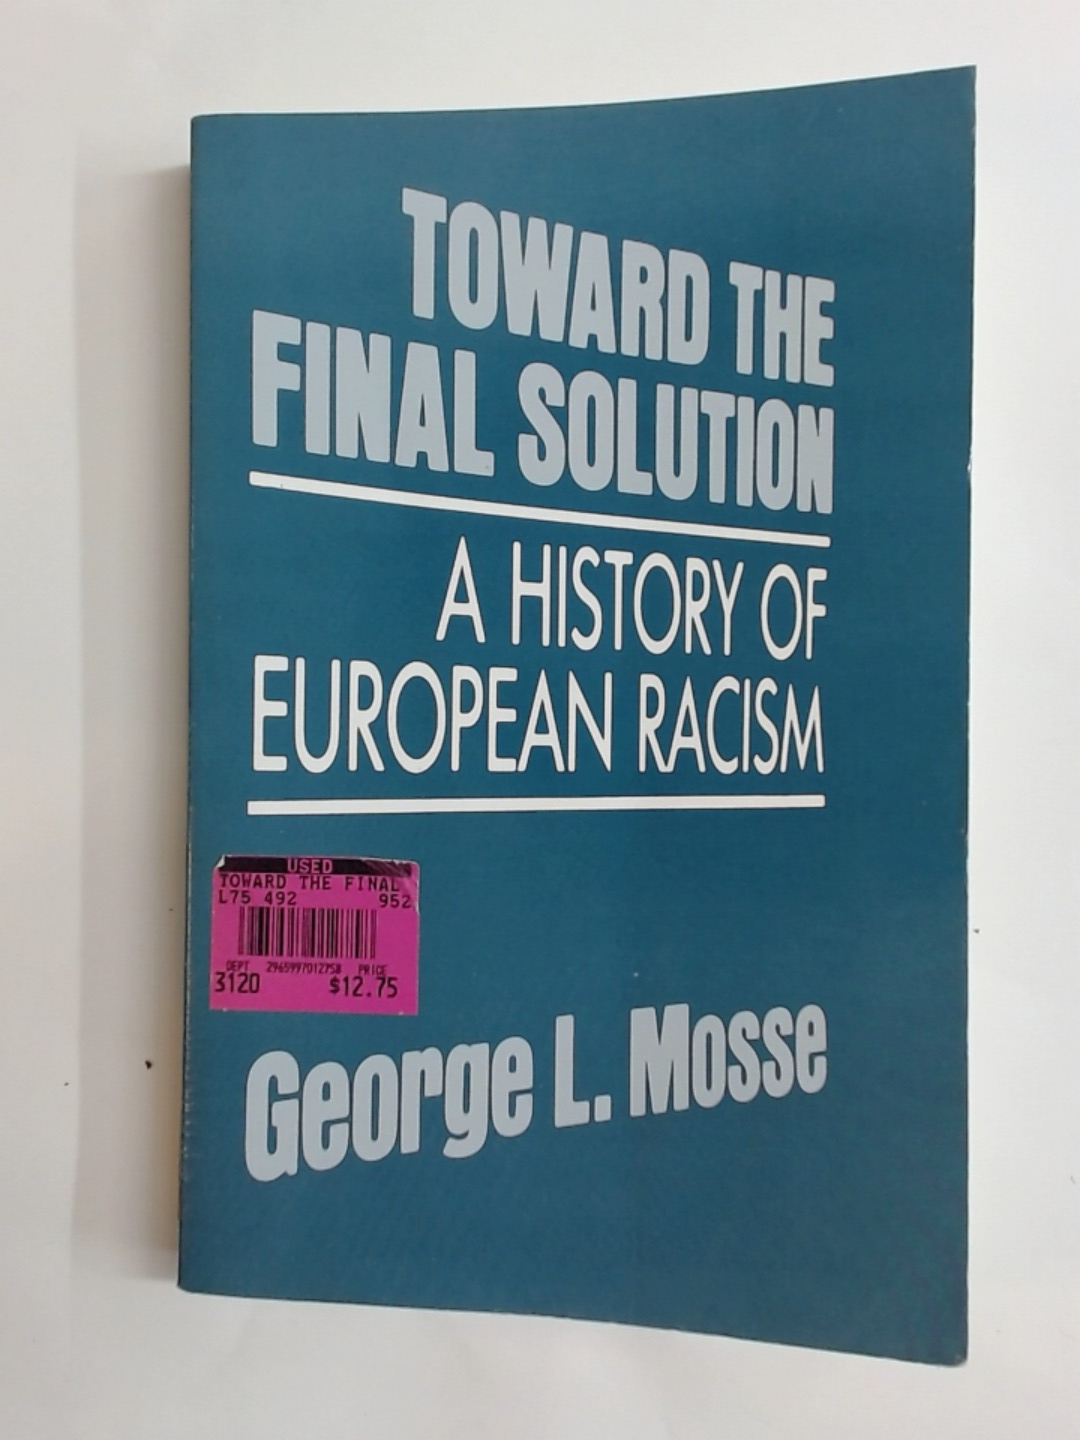 TOWARD THE
FINAL SOLUTION
A HISTORY OF
EUROPEAN RACISM
USED
TOWARD THE FINAL
L75 492 952
DEPT 2965997012758 PRICE
3120 $12.75
George L. Mosse